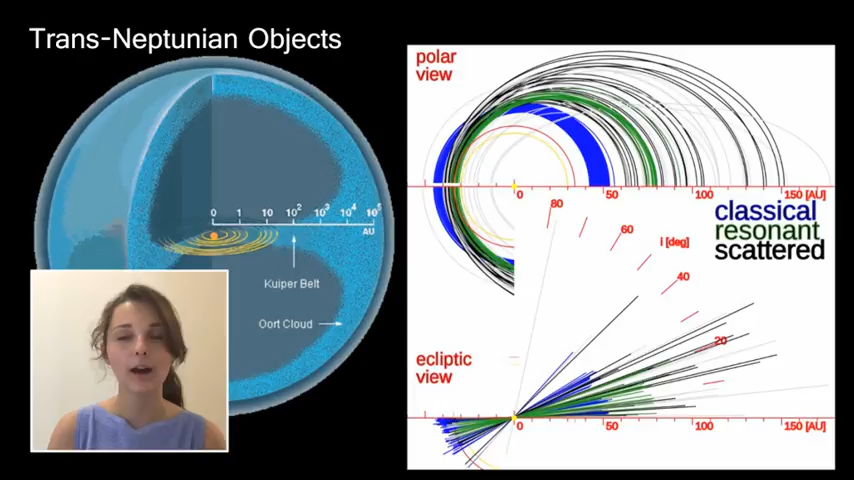 Trans-Neptunian Objects
0 1 10 10² 10³ 10⁴ 10⁵
AU
Kuiper Belt
Oort Cloud
polar
view
0 50 100 150 [AU]
classical
resonant
scattered
80
60
i [deg]
40
20
ecliptic
view
0 50 100 150 [AU]